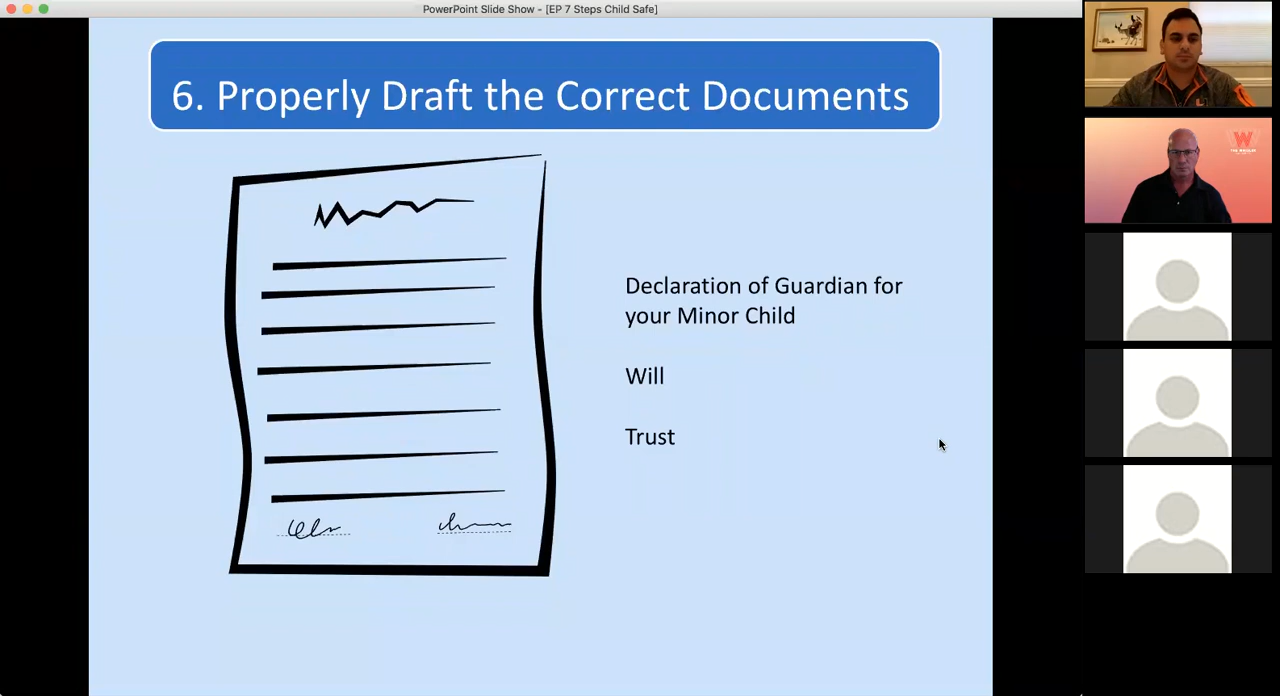 PowerPoint Slide Show - [EP 7 Steps Child Safe]
6. Properly Draft the Correct Documents
Declaration of Guardian for
your Minor Child
Will
Trust
W